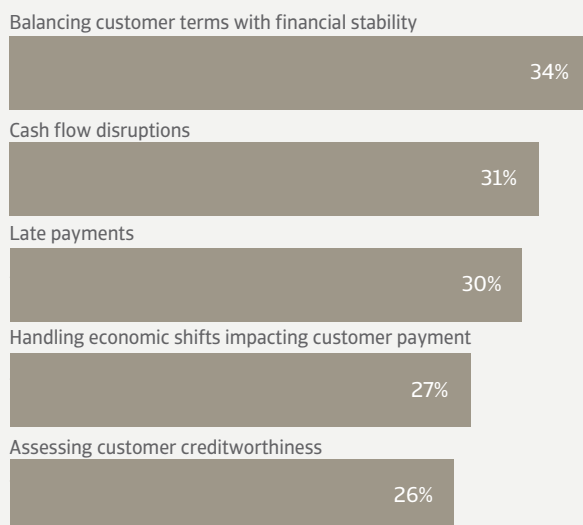 Balancing customer terms with financial stability
34%
Cash flow disruptions
31%
Late payments
30%
Handling economic shifts impacting customer payment
27%
Assessing customer creditworthiness
26%